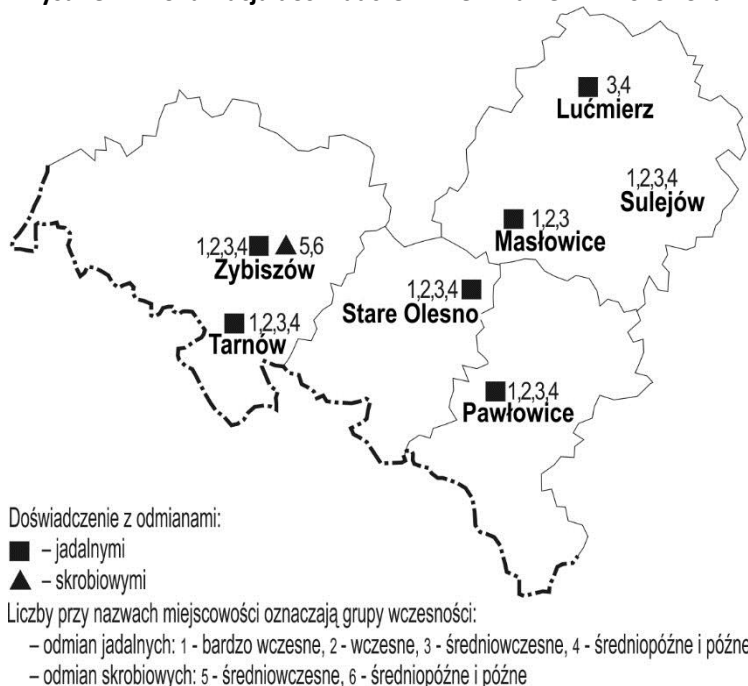 3,4
Lućmierz
1,2,3,4
Sulejów
1,2,3
Masłowice
1,2,3,4 5,6
Zybiszów
1,2,3,4
Stare Olesno
1,2,3,4
Tarnów
1,2,3,4
Pawłowice
Doświadczenie z odmianami:
– jadalnymi
– skrobiowymi
Liczby przy nazwach miejscowości oznaczają grupy wczesności:
– odmian jadalnych: 1 - bardzo wczesne, 2 - wczesne, 3 - średniowczesne, 4 - średniopóźne i późne
– odmian skrobiowych: 5 - średniowczesne, 6 - średniopóźne i późne